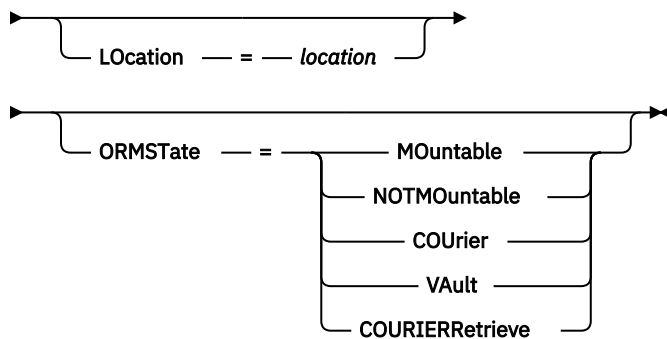 LOcation = location
ORMSTate = MOuntable
NOTMOuntable
COUrier
VAult
COURIERRetrieve